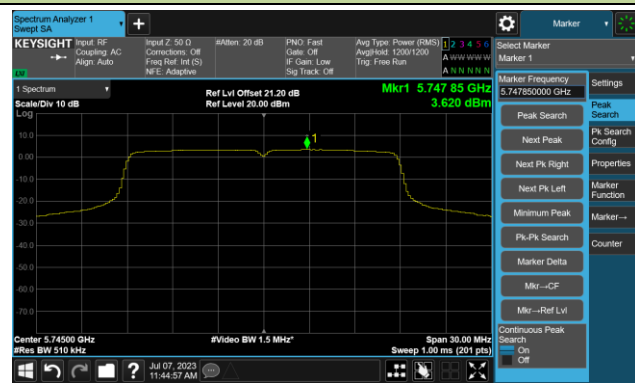 Spectrum Analyzer 1
Swept SA
+
Marker
KEYSIGHT
Input: RF
Coupling: AC
Align: Auto
Input Z: 50 Ω
Corrections: Off
Freq Ref: Int (S)
NFE: Adaptive
#Atten: 20 dB
PNO: Fast
Gate: Off
IF Gain: Low
Sig Track: Off
Avg Type: Power (RMS)
Avg|Hold: 1200/1200
Trig: Free Run
1 2 3 4 5 6
A W W W W W
A N N N N N
LW
Select Marker
Marker 1
1 Spectrum
Scale/Div 10 dB
Log
Ref Lvl Offset 21.20 dB
Ref Level 20.00 dBm
Mkr1 5.747 85 GHz
3.620 dBm
1
10.0
0.00
-10.0
-20.0
-30.0
-40.0
-50.0
-60.0
-70.0
Center 5.74500 GHz
#Res BW 510 kHz
#Video BW 1.5 MHz*
Span 30.00 MHz
Sweep 1.00 ms (201 pts)
Marker Frequency
5.747850000 GHz
Peak Search
Next Peak
Next Pk Right
Next Pk Left
Minimum Peak
Pk-Pk Search
Marker Delta
Mkr→CF
Mkr→Ref Lvl
Continuous Peak
Search
On
Off
Settings
Peak
Search
Pk Search
Config
Properties
Marker
Function
Marker→
Counter
?
Jul 07, 2023
11:44:57 AM